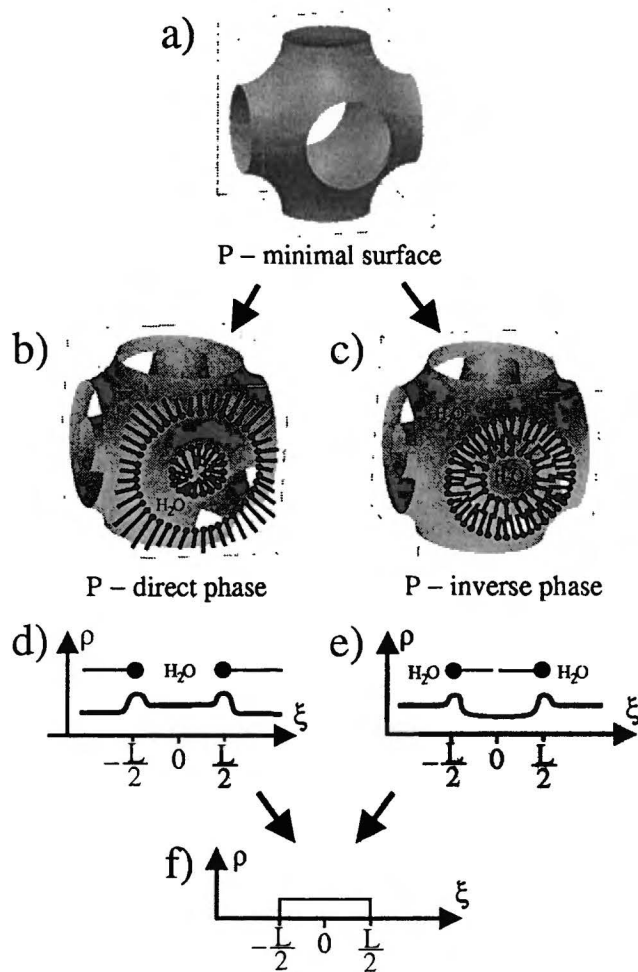 a)
P – minimal surface
b)
c)
H₂O
H₂O
H₂O
P – direct phase
P – inverse phase
d)
ρ
H₂O
ξ
-L/2 0 L/2
e)
ρ
H₂O H₂O
ξ
-L/2 0 L/2
f)
ρ
ξ
-L/2 0 L/2